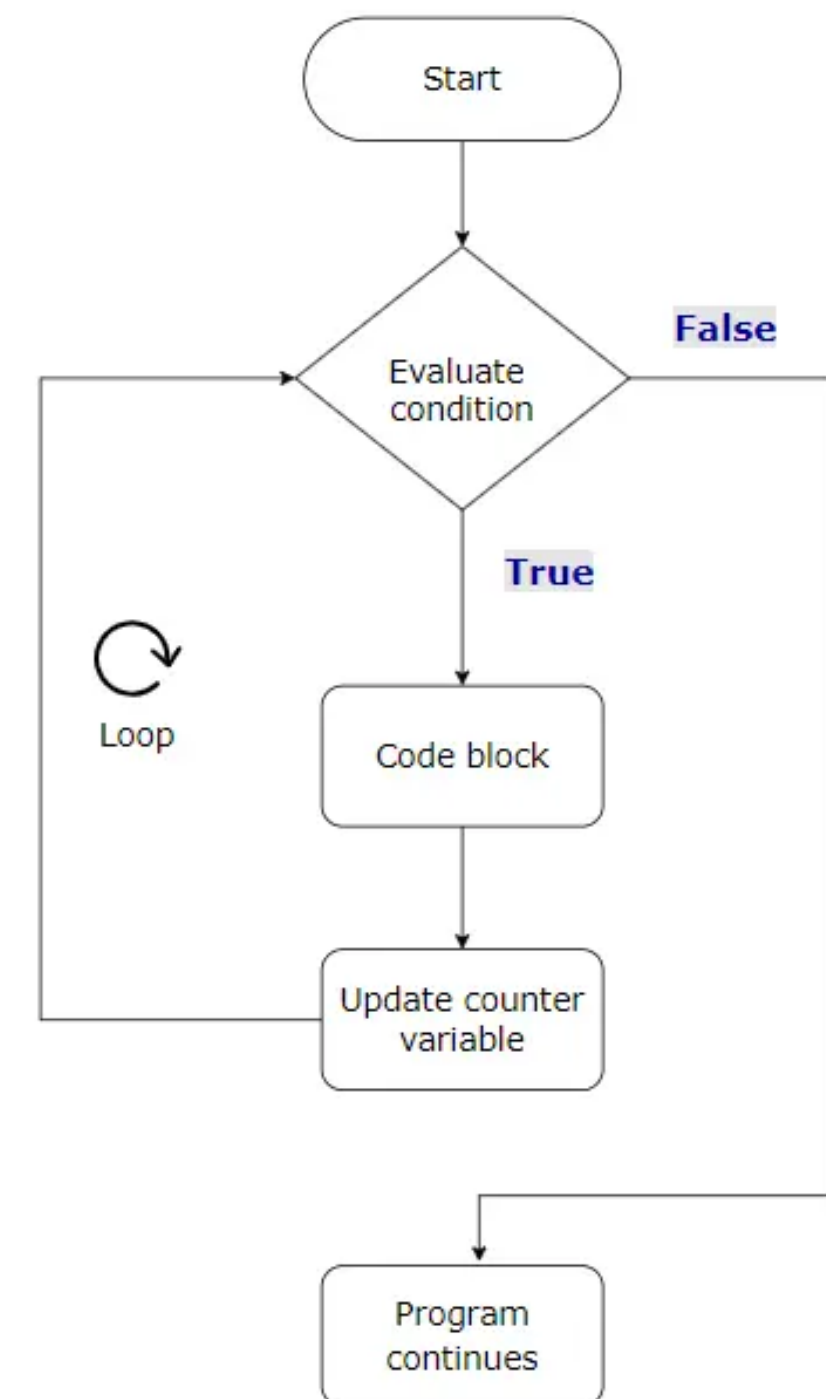 Start
False
Evaluate
condition
True
Loop
Code block
Update counter
variable
Program
continues